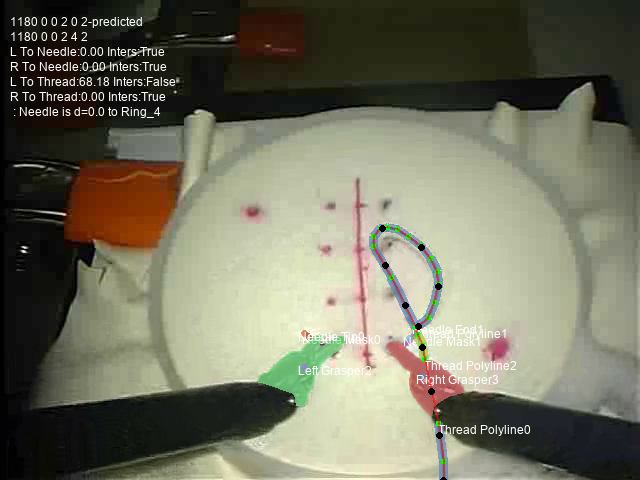 1180 0 0 2 0 2-predicted
1180 0 0 2 4 2
L To Needle:0.00 Inters:True
R To Needle:0.00 Inters:True
L To Thread:68.18 Inters:False
R To Thread:0.00 Inters:True
: Needle is d=0.0 to Ring_4
Needle End1
Thread Polyline1
Needle Tip0
Needle Mask0
Needle Mask1
Thread Polyline2
Left Grasper2
Right Grasper3
Thread Polyline0